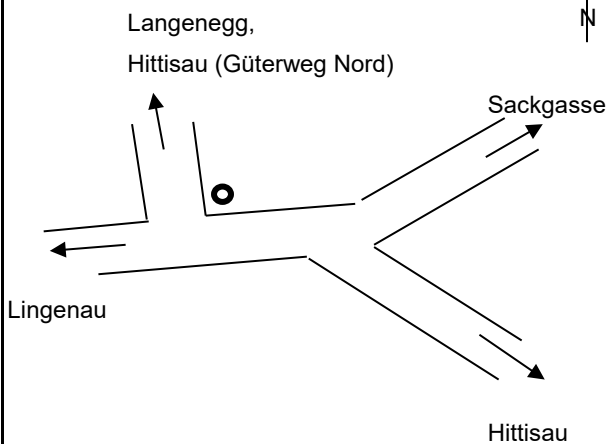 Langenegg,
Hittisau (Güterweg Nord)
N
Sackgasse
Lingenau
Hittisau